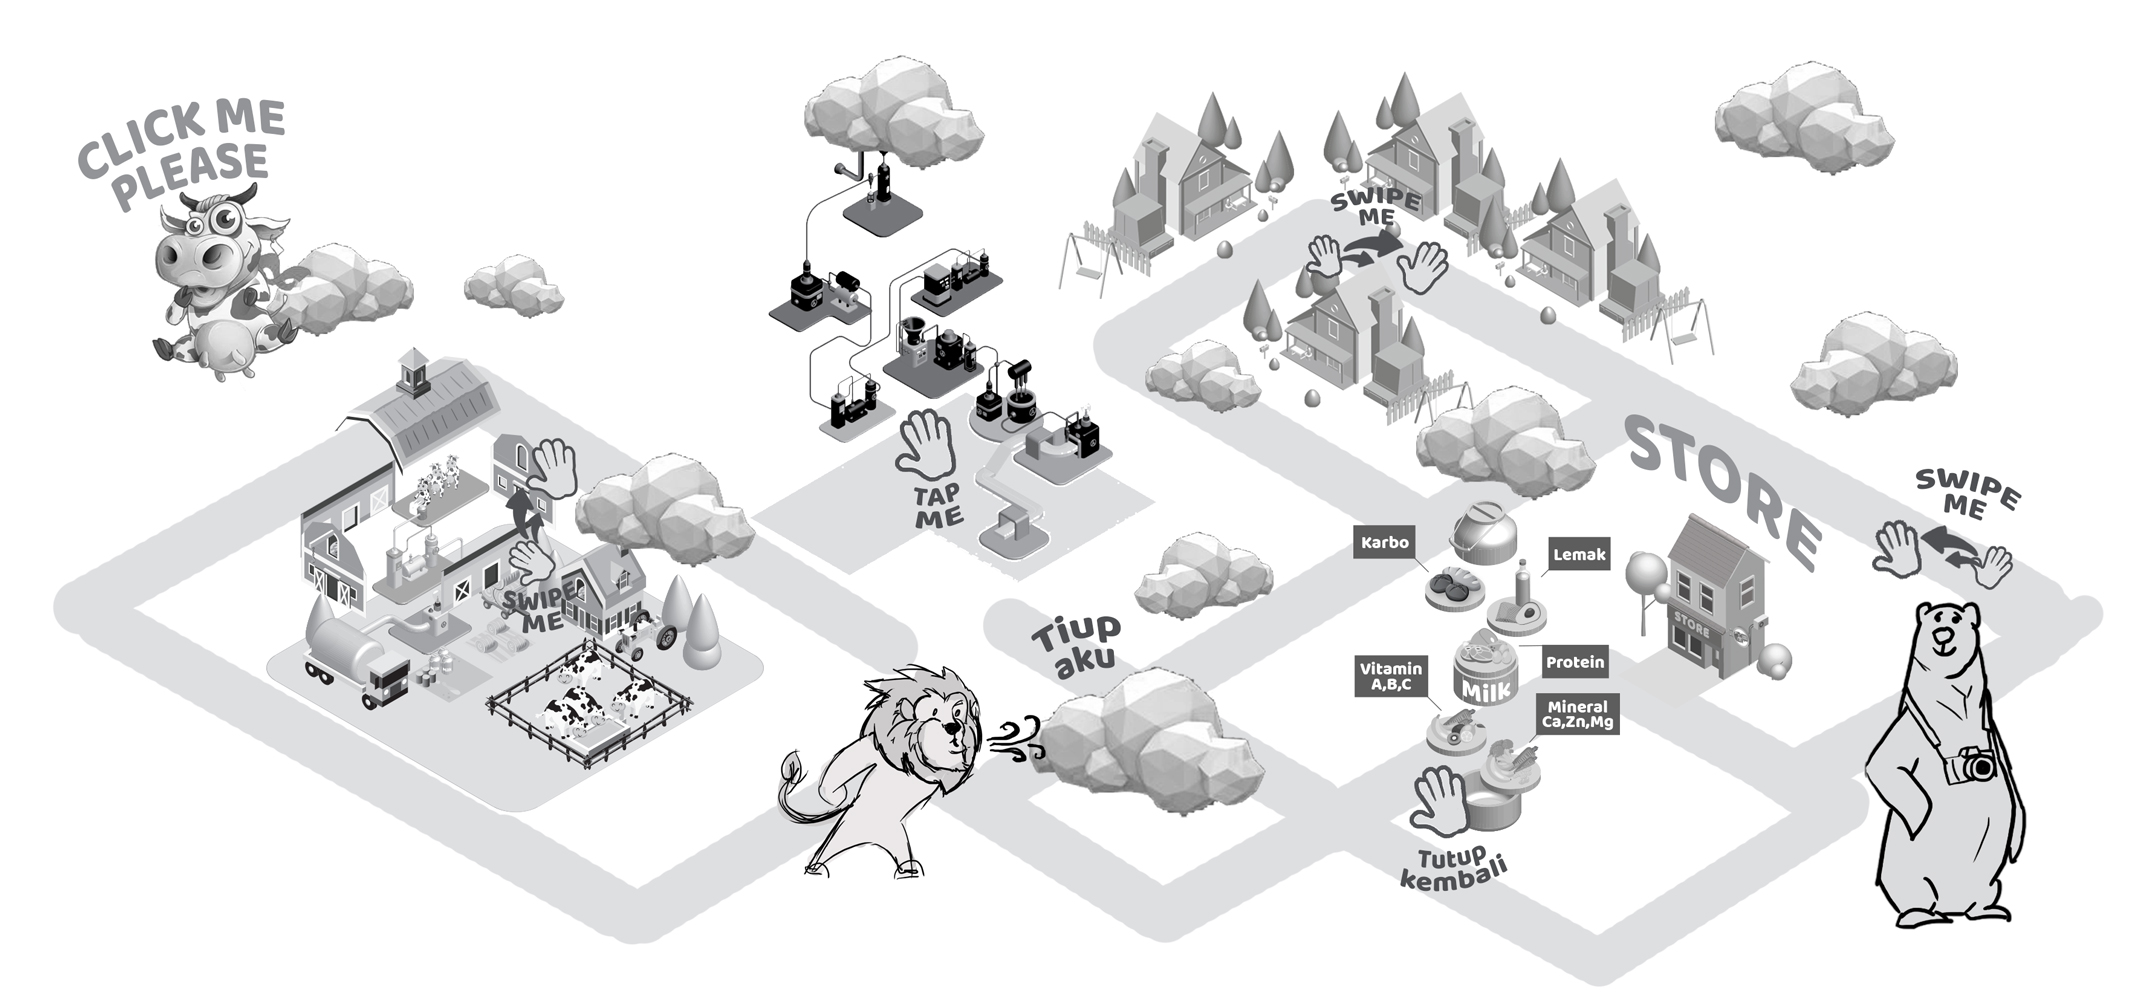 CLICK ME
PLEASE
SWIPE
ME
TAP
ME
SWIPE
ME
STORE
SWIPE
ME
Karbo
Lemak
STORE
Tiup
aku
Protein
Vitamin
A,B,C
Milk
Mineral
Ca,Zn,Mg
Tutup
kembali